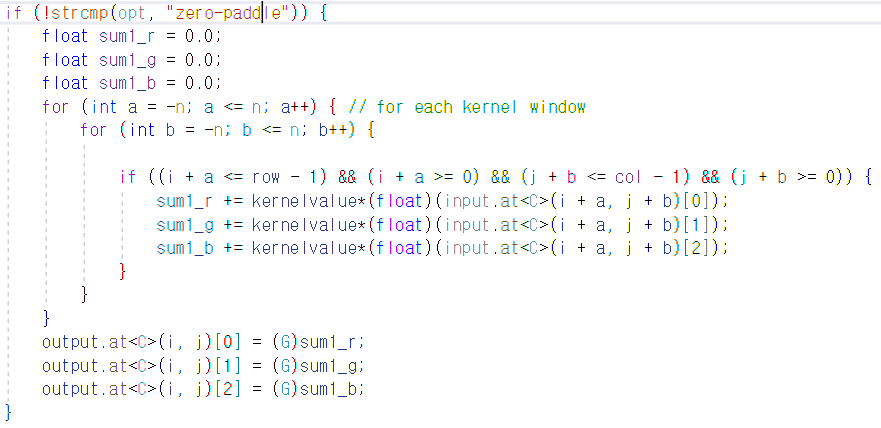 if (!strcmp(opt, "zero-paddle")) {
float sum1_r = 0.0;
float sum1_g = 0.0;
float sum1_b = 0.0;
for (int a = -n; a <= n; a++) { // for each kernel window
for (int b = -n; b <= n; b++) {
if ((i + a <= row - 1) && (i + a >= 0) && (j + b <= col - 1) && (j + b >= 0)) {
sum1_r += kernelvalue*(float)(input.at<C>(i + a, j + b)[0]);
sum1_g += kernelvalue*(float)(input.at<C>(i + a, j + b)[1]);
sum1_b += kernelvalue*(float)(input.at<C>(i + a, j + b)[2]);
}
}
}
output.at<C>(i, j)[0] = (G)sum1_r;
output.at<C>(i, j)[1] = (G)sum1_g;
output.at<C>(i, j)[2] = (G)sum1_b;
}